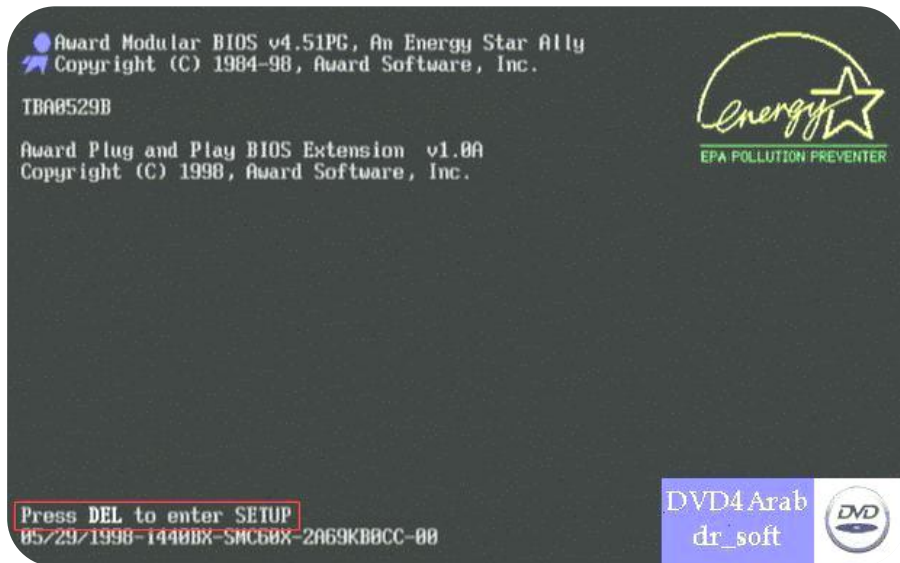 Award Modular BIOS v4.51PG, An Energy Star Ally
Copyright (C) 1984-98, Award Software, Inc.
TBA0529B
Award Plug and Play BIOS Extension v1.0A
Copyright (C) 1998, Award Software, Inc.
energy
EPA POLLUTION PREVENTER
Press DEL to enter SETUP
05/29/1998-I440BX-SMC60X-2A69KB0CC-00
DVD4Arab
dr_soft
DVD